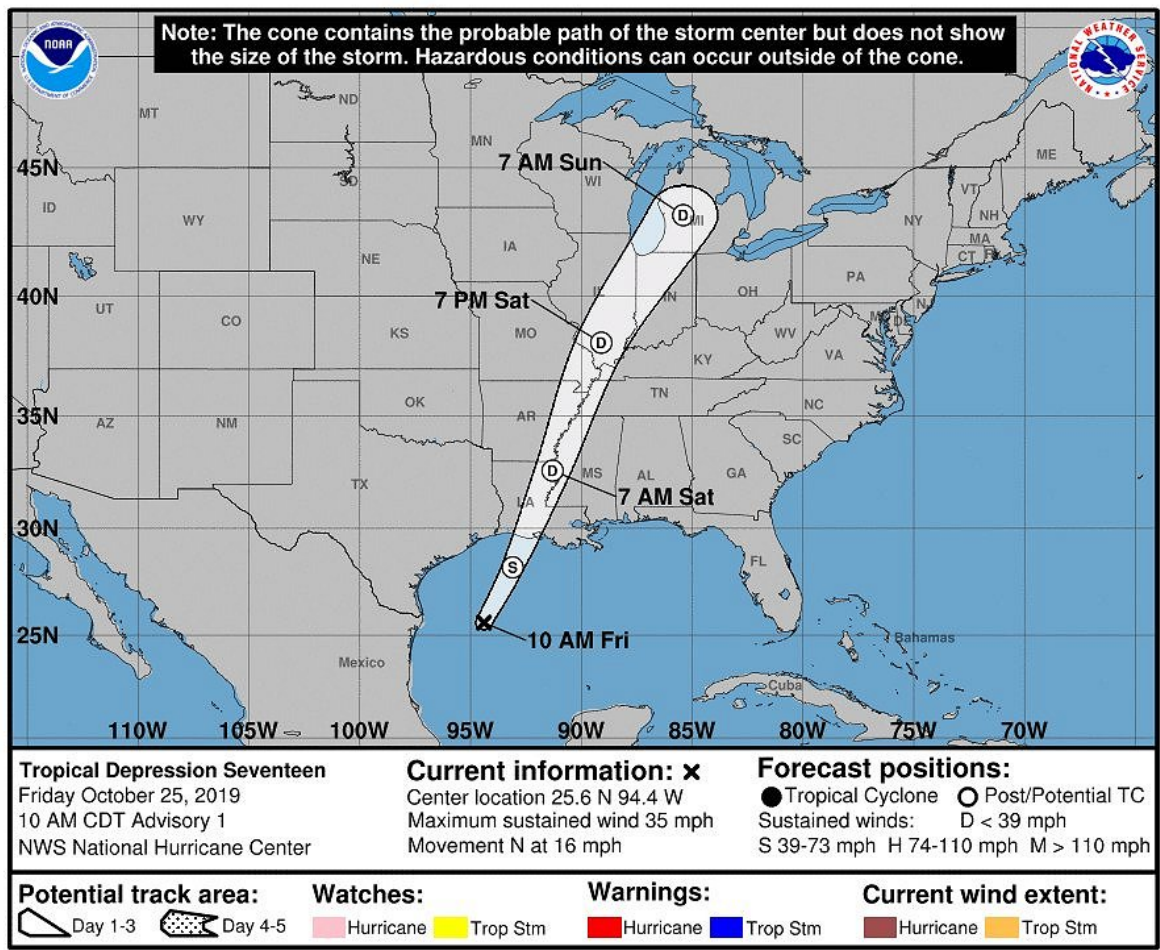 Note: The cone contains the probable path of the storm center but does not show
the size of the storm. Hazardous conditions can occur outside of the cone.
NOAA
NATIONAL WEATHER SERVICE
MT
ND
MN
ME
45N
7 AM Sun
WI
SD
ID
WY
VT
NH
NY
MI
MA
IA
NE
CT
RI
PA
40N
7 PM Sat
IL
IN
OH
UT
CO
KS
MO
D
WV
VA
KY
DE
NJ
MD
D
35N
OK
AR
TN
NC
AZ
NM
SC
TX
LA
MS
AL
GA
D
7 AM Sat
30N
S
FL
25N
10 AM Fri
Bahamas
Mexico
Cuba
110W 105W 100W 95W 90W 85W 80W 75W 70W
Tropical Depression Seventeen
Friday October 25, 2019
10 AM CDT Advisory 1
NWS National Hurricane Center
Current information: ×
Center location 25.6 N 94.4 W
Maximum sustained wind 35 mph
Movement N at 16 mph
Forecast positions:
Tropical Cyclone Post/Potential TC
Sustained winds: D < 39 mph
S 39-73 mph H 74-110 mph M > 110 mph
Potential track area:
Day 1-3 Day 4-5
Watches:
Hurricane Trop Stm
Warnings:
Hurricane Trop Stm
Current wind extent:
Hurricane Trop Stm